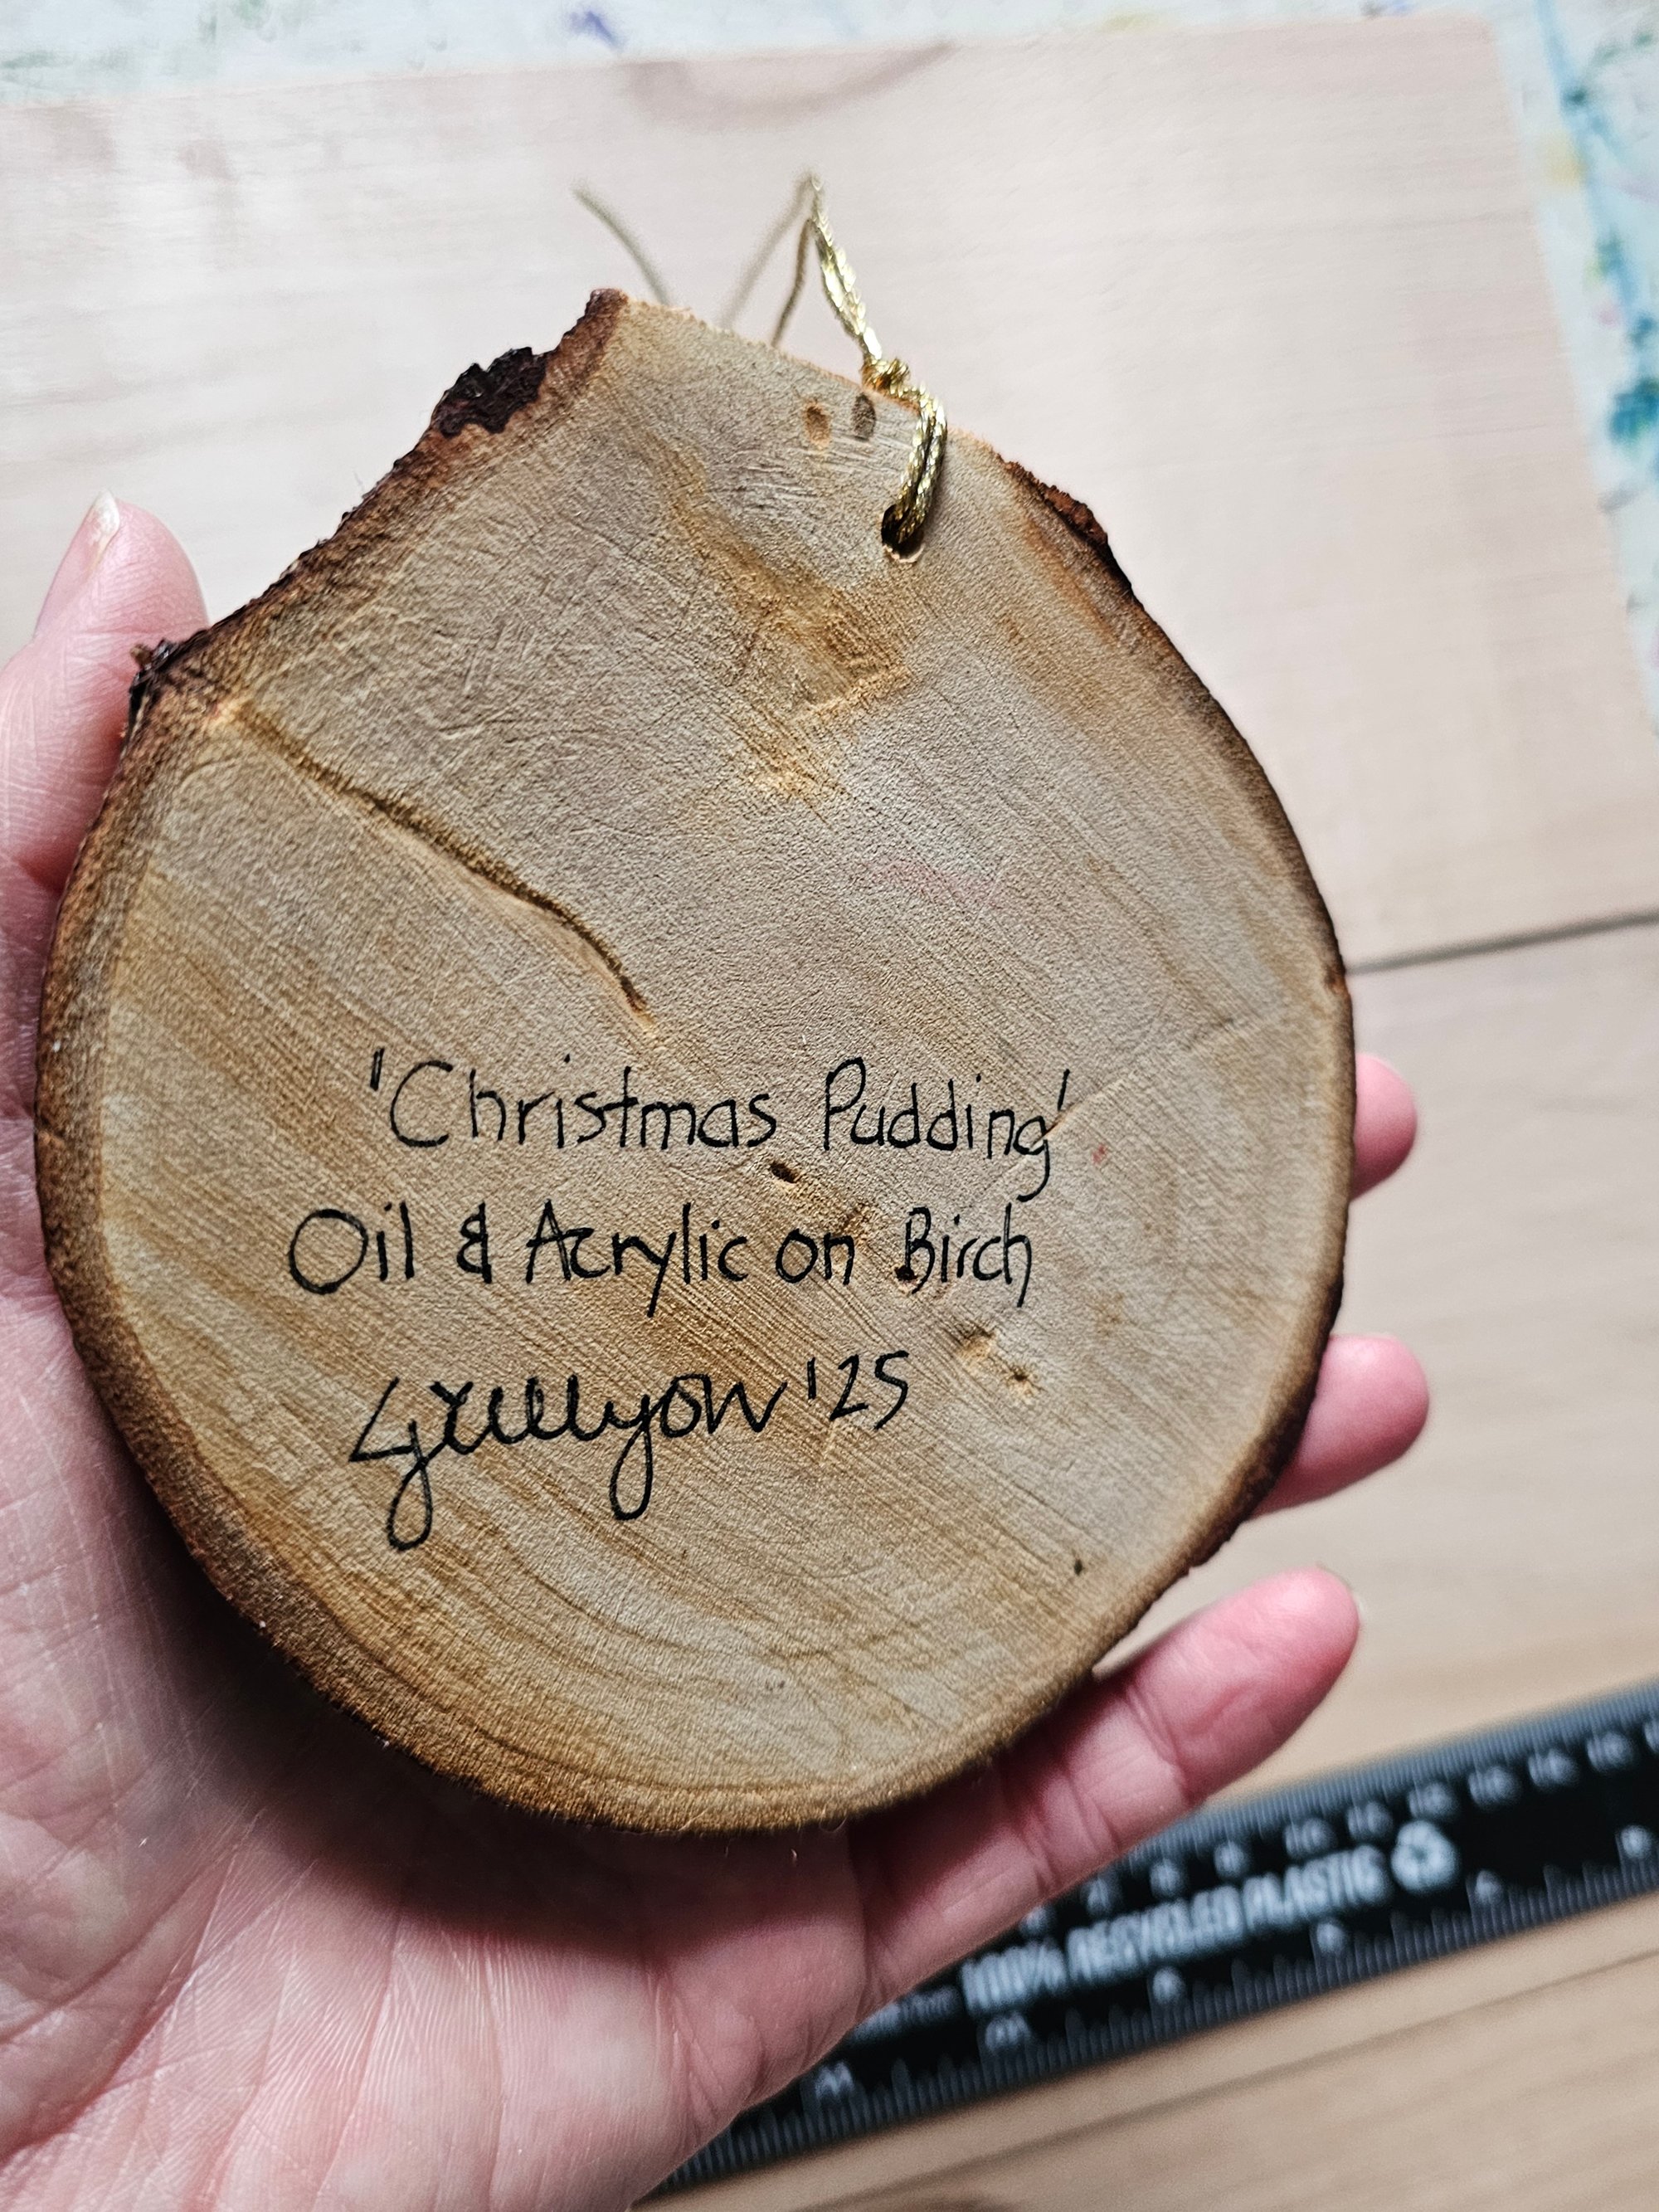 'Christmas Pudding'
Oil & Acrylic on Birch
'25
100% RECYCLED PLASTIC